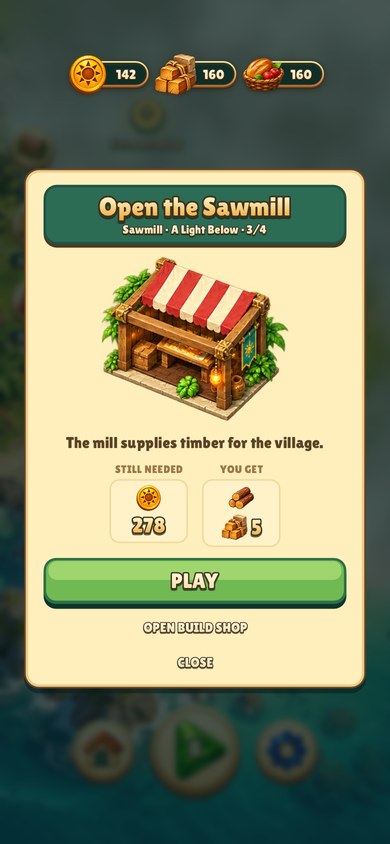 142
160
160
Open the Sawmill
Sawmill · A Light Below · 3/4
The mill supplies timber for the village.
STILL NEEDED
YOU GET
278
5
PLAY
OPEN BUILD SHOP
CLOSE